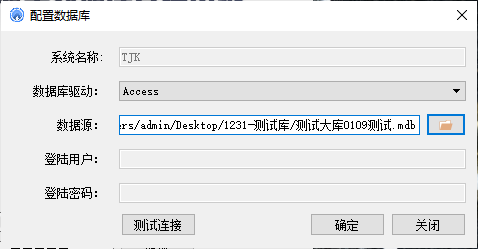 配置数据库
系统名称: TJK
数据库驱动: Access
数据源: ers/admin/Desktop/1231-测试库/测试大库0109测试.mdb
登陆用户:
登陆密码:
测试连接 确定 关闭